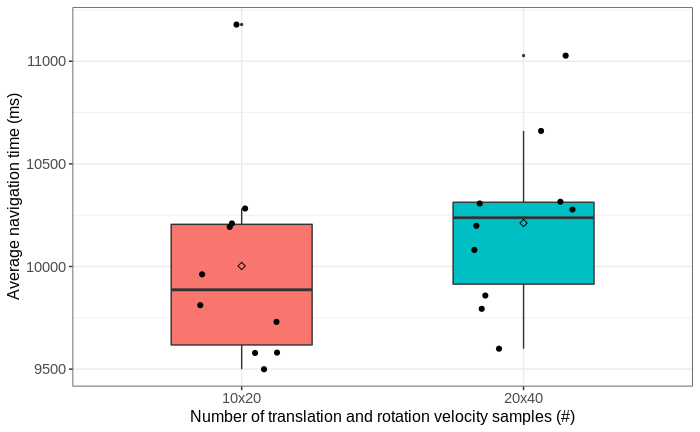 Average navigation time (ms)
11000
10500
10000
9500
10x20
20x40
Number of translation and rotation velocity samples (#)